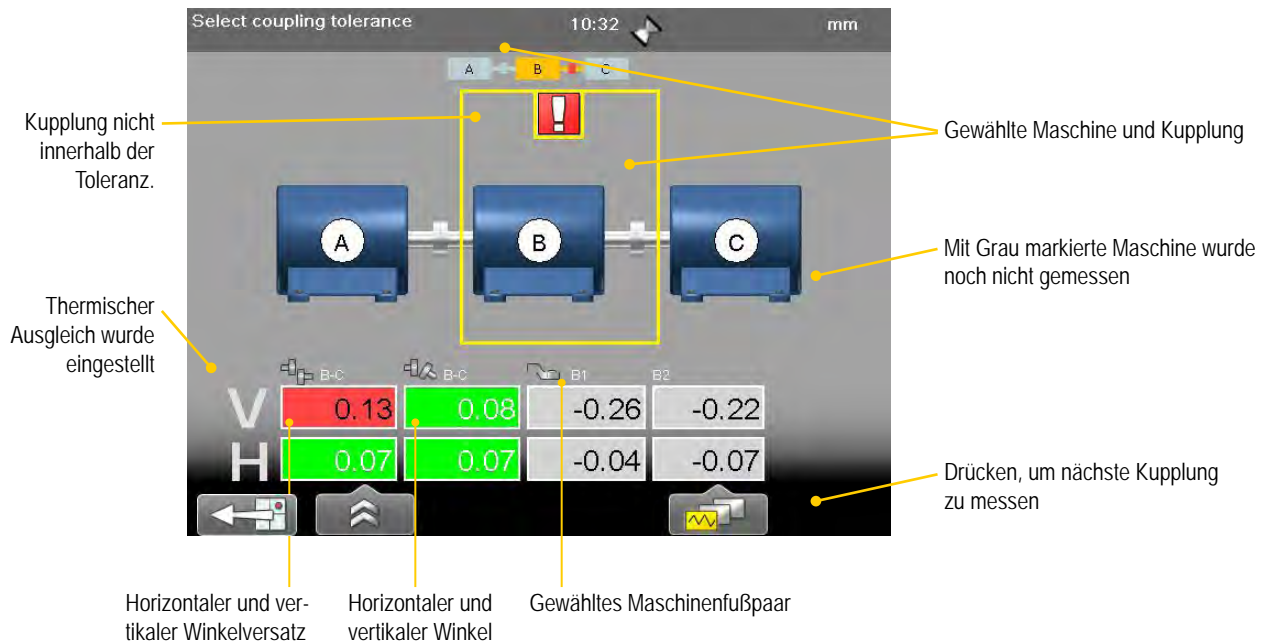 Select coupling tolerance 10:32 mm
A B C
Kupplung nicht
innerhalb der
Toleranz.
Gewählte Maschine und Kupplung
A B C
Mit Grau markierte Maschine wurde
noch nicht gemessen
Thermischer
Ausgleich wurde
eingestellt
B-C B-C B1 B2
V 0.13 0.08 -0.26 -0.22
H 0.07 0.07 -0.04 -0.07
Drücken, um nächste Kupplung
zu messen
Horizontaler und ver-
tikaler Winkelversatz
Horizontaler und
vertikaler Winkel
Gewähltes Maschinenfußpaar